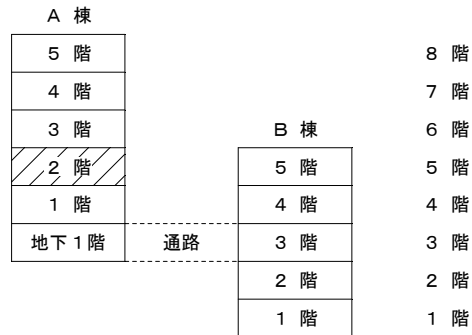 Ａ 棟
５ 階
４ 階
３ 階
２ 階
１ 階
地下１階
通路
Ｂ 棟
５ 階
４ 階
３ 階
２ 階
１ 階
８ 階
７ 階
６ 階
５ 階
４ 階
３ 階
２ 階
１ 階